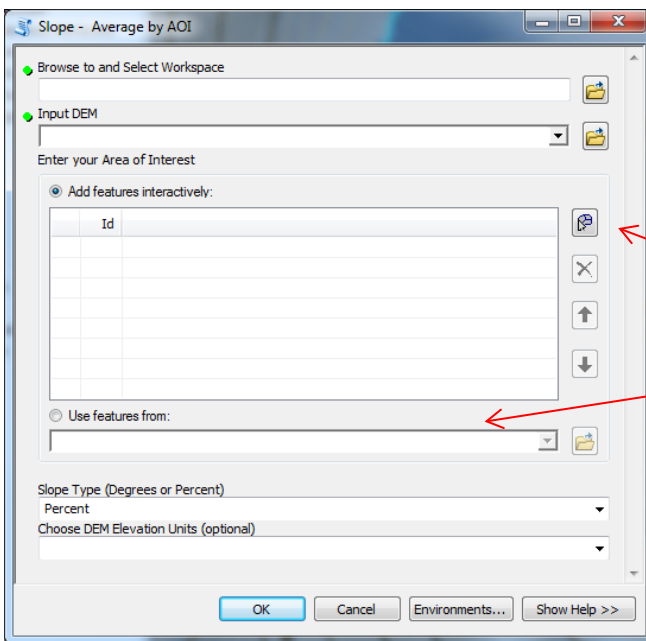 Slope - Average by AOI
Browse to and Select Workspace
Input DEM
Enter your Area of Interest
Add features interactively:
Id
Use features from:
Slope Type (Degrees or Percent)
Percent
Choose DEM Elevation Units (optional)
OK Cancel Environments... Show Help >>